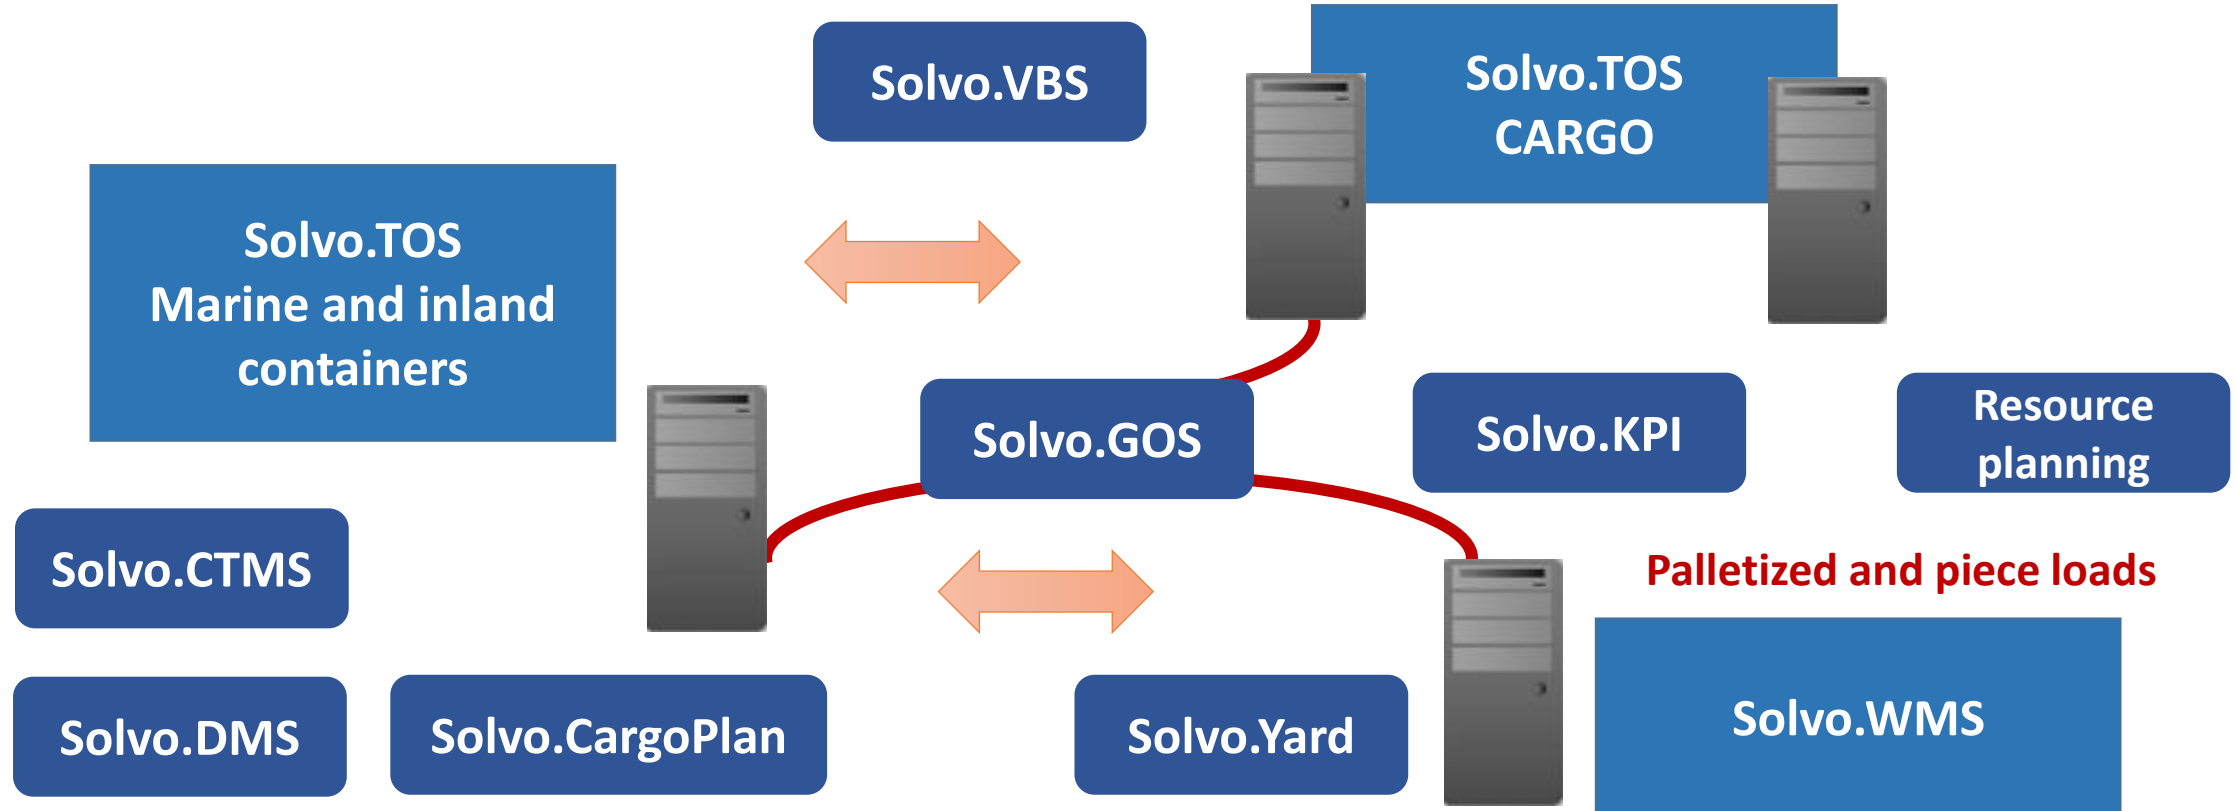 Solvo.VBS
Solvo.TOS
CARGO
Solvo.TOS
Marine and inland
containers
Solvo.GOS
Solvo.KPI
Resource
planning
Solvo.CTMS
Palletized and piece loads
Solvo.DMS
Solvo.CargoPlan
Solvo.Yard
Solvo.WMS